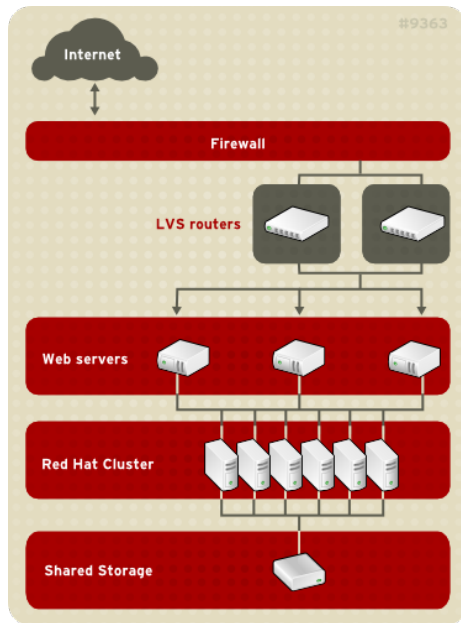 #9363
Internet
Firewall
LVS routers
Web servers
Red Hat Cluster
Shared Storage